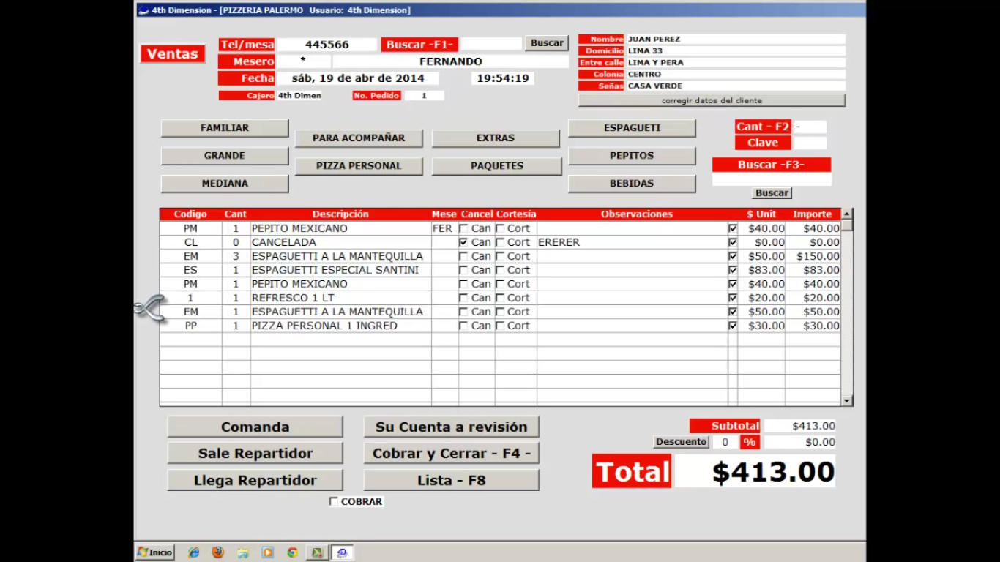 4th Dimension - [PIZZERIA PALERMO   Usuario:  4th Dimension]
Ventas
Tel/mesa 445566 Buscar -F1- Buscar
Mesero * FERNANDO
Fecha sáb, 19 de abr de 2014 19:54:19
Cajero 4th Dimen No. Pedido 1
Nombre JUAN PEREZ
Domicilio LIMA 33
Entre calle LIMA Y PERA
Colonia CENTRO
Señas CASA VERDE
corregir datos del cliente
FAMILIAR PARA ACOMPAÑAR EXTRAS ESPAGUETI
GRANDE PIZZA PERSONAL PAQUETES PEPITOS
MEDIANA BEBIDAS
Cant - F2 -
Clave
Buscar -F3-
Buscar
Codigo Cant Descripción Mese Cancel Cortesía Observaciones $ Unit Importe
PM 1 PEPITO MEXICANO FER Can Cort $40.00 $40.00
CL 0 CANCELADA Can Cort ERERER $0.00 $0.00
EM 3 ESPAGUETTI A LA MANTEQUILLA Can Cort $50.00 $150.00
ES 1 ESPAGUETTI ESPECIAL SANTINI Can Cort $83.00 $83.00
PM 1 PEPITO MEXICANO Can Cort $40.00 $40.00
1 1 REFRESCO 1 LT Can Cort $20.00 $20.00
EM 1 ESPAGUETTI A LA MANTEQUILLA Can Cort $50.00 $50.00
PP 1 PIZZA PERSONAL 1 INGRED Can Cort $30.00 $30.00
Comanda Su Cuenta a revisión
Sale Repartidor Cobrar y Cerrar - F4 -
Llega Repartidor Lista - F8
COBRAR
Subtotal $413.00
Descuento 0 % $0.00
Total $413.00
Inicio